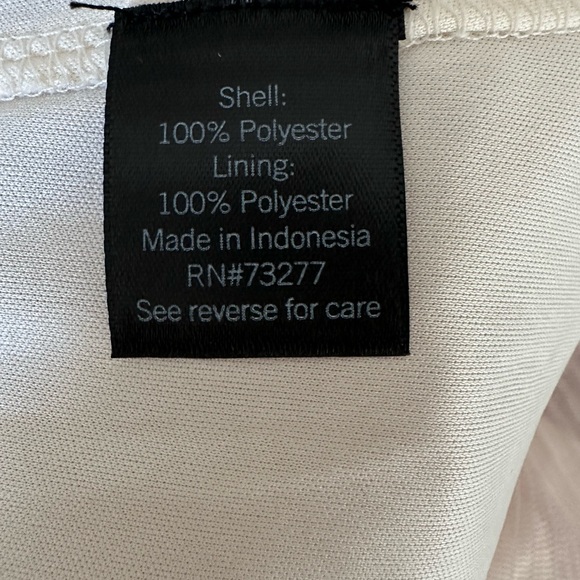 Shell:
100% Polyester
Lining:
100% Polyester
Made in Indonesia
RN#73277
See reverse for care